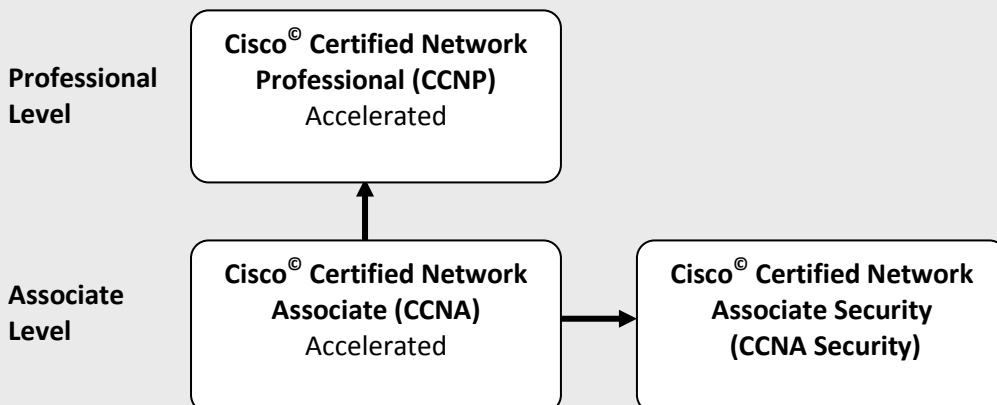 Professional
Level
Cisco© Certified Network
Professional (CCNP)
Accelerated
Associate
Level
Cisco© Certified Network
Associate (CCNA)
Accelerated
Cisco© Certified Network
Associate Security
(CCNA Security)